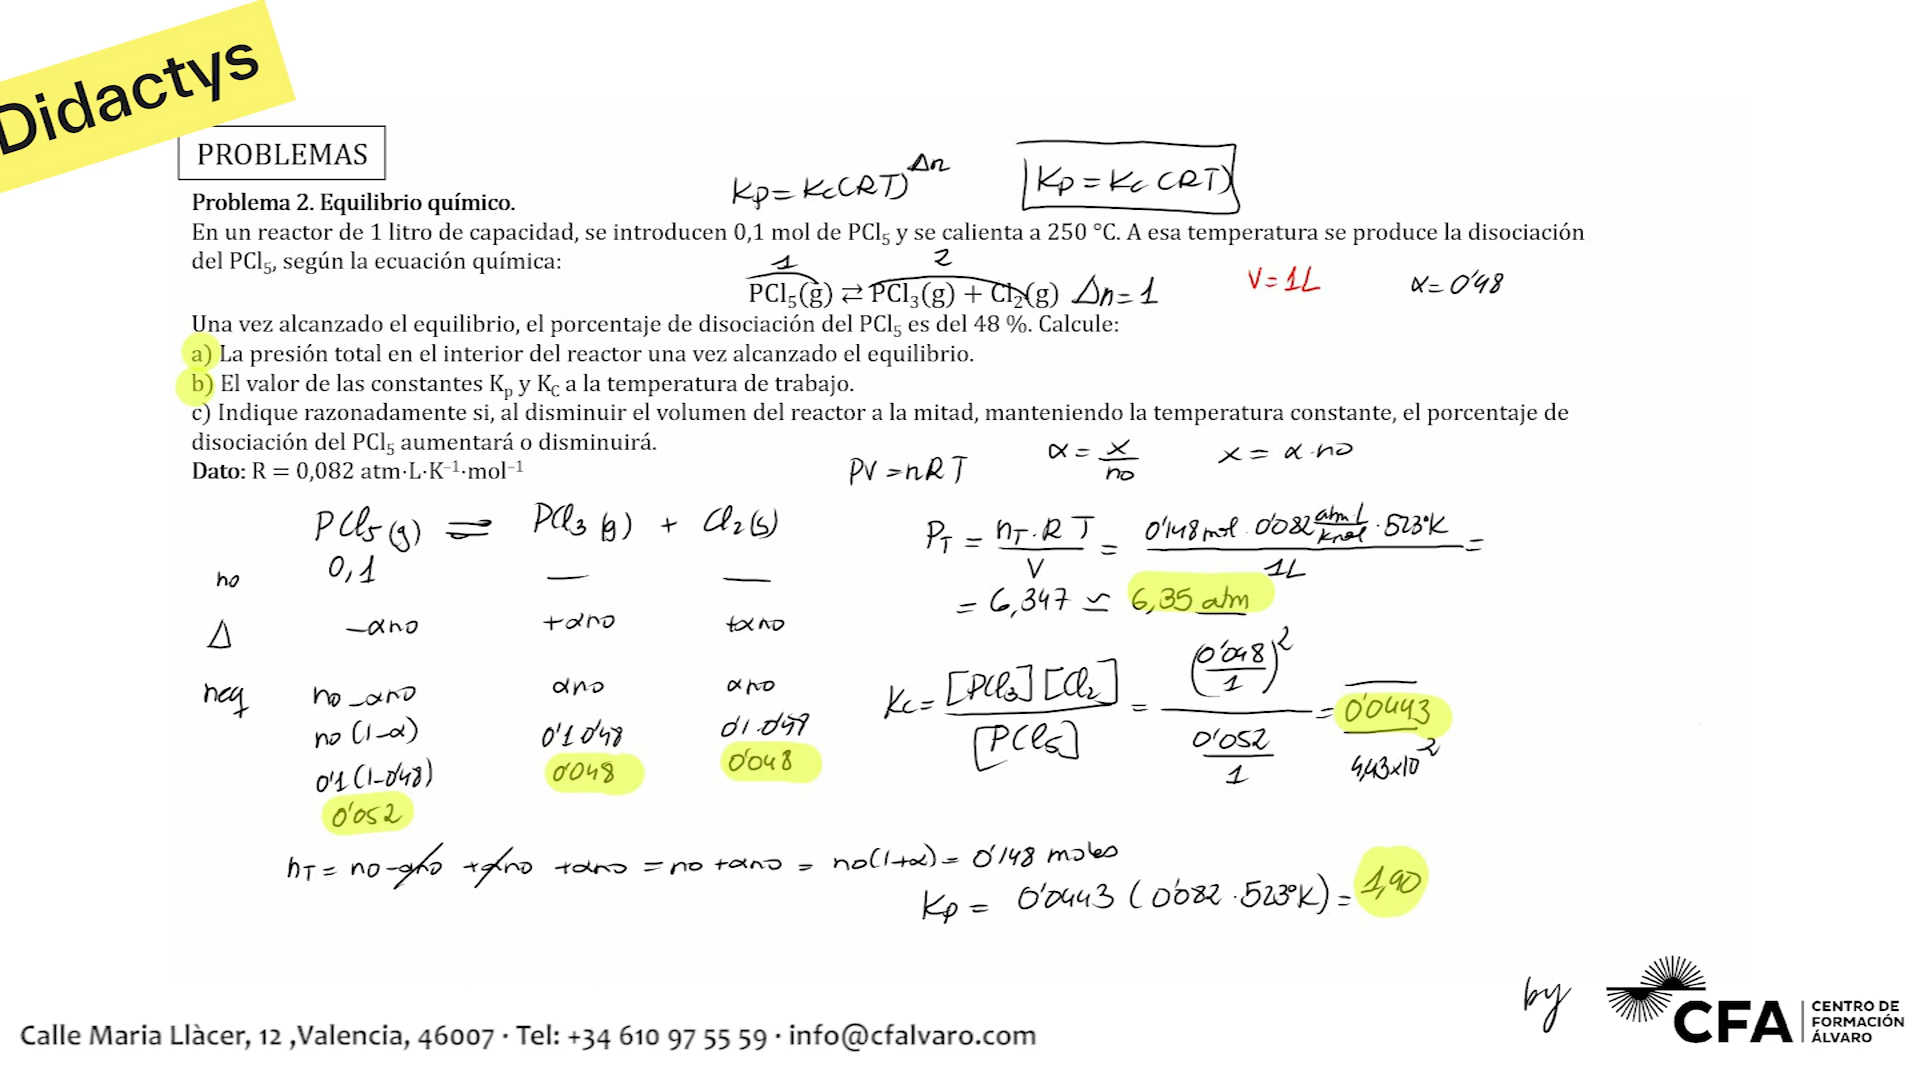 Didactys
PROBLEMAS
Kp = Kc (RT)^Δn
Kp = Kc (RT)
Problema 2. Equilibrio químico.
En un reactor de 1 litro de capacidad, se introducen 0,1 mol de PCl₅ y se calienta a 250 °C. A esa temperatura se produce la disociación
del PCl₅, según la ecuación química:
1 2
PCl₅(g) ⇄ PCl₃(g) + Cl₂(g) Δn = 1 V = 1L α = 0'48
Una vez alcanzado el equilibrio, el porcentaje de disociación del PCl₅ es del 48 %. Calcule:
a) La presión total en el interior del reactor una vez alcanzado el equilibrio.
b) El valor de las constantes Kₚ y K꜀ a la temperatura de trabajo.
c) Indique razonadamente si, al disminuir el volumen del reactor a la mitad, manteniendo la temperatura constante, el porcentaje de
disociación del PCl₅ aumentará o disminuirá.
Dato: R = 0,082 atm·L·K⁻¹·mol⁻¹
PV = nRT α = x/no x = α·no
PCl₅(g) ⇌ PCl₃(g) + Cl₂(g)
no 0,1 — —
Δ -αno +αno +αno
neq no-αno αno αno
no(1-α) 0'1 0'48 0'1·0'48
0'1(1-0'48) 0'048 0'048
0'052
nT = no-αno +αno +αno = no+αno = no(1+α) = 0'148 moles
PT = nT·RT / V = 0'148mol · 0'082 atm·l/K·mol · 523°K / 1L =
= 6,347 ≃ 6,35 atm
Kc = [PCl₃][Cl₂] / [PCl₅] = (0'048/1)² / (0'052/1) = 0'0443
4,43x10⁻²
Kp = 0'0443 (0'082·523°K) = 1,90
by
CFA
CENTRO DE
FORMACIÓN
ÁLVARO
Calle Maria Llàcer, 12 ,Valencia, 46007 · Tel: +34 610 97 55 59 · info@cfalvaro.com